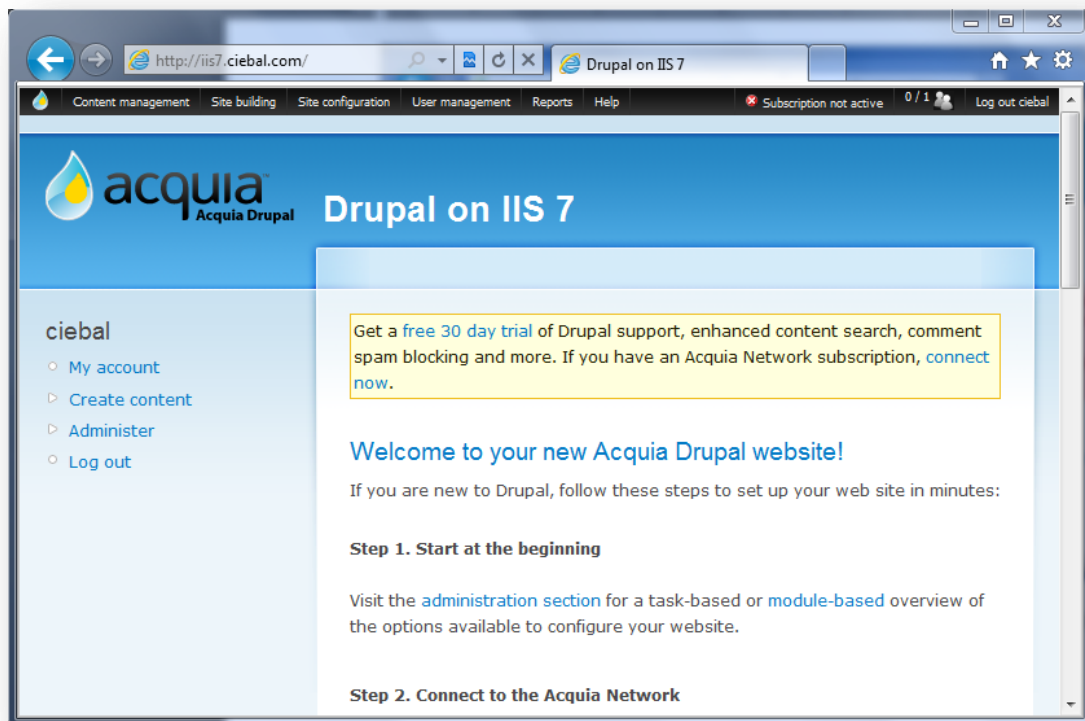 http://iis7.ciebal.com/
Drupal on IIS 7
Content management Site building Site configuration User management Reports Help Subscription not active 0 / 1 Log out ciebal
acquia™
Acquia Drupal
Drupal on IIS 7
ciebal
My account
Create content
Administer
Log out
Get a free 30 day trial of Drupal support, enhanced content search, comment
spam blocking and more. If you have an Acquia Network subscription, connect
now.
Welcome to your new Acquia Drupal website!
If you are new to Drupal, follow these steps to set up your web site in minutes:
Step 1. Start at the beginning
Visit the administration section for a task-based or module-based overview of
the options available to configure your website.
Step 2. Connect to the Acquia Network